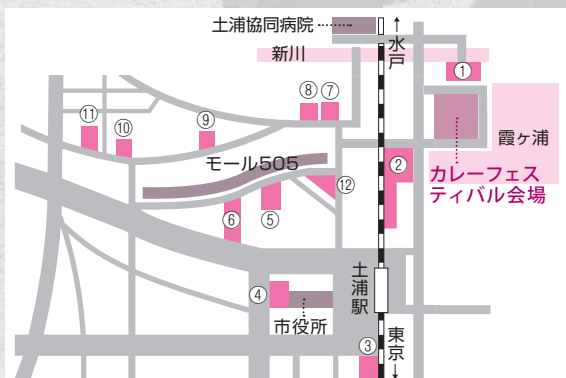 土浦協同病院
↑
水戸
新川
①
⑧
⑦
⑪
⑩
⑨
霞ヶ浦
モール505
②
カレーフェス
ティバル会場
⑫
⑥
⑤
土浦駅
④
市役所
③
東京
↓